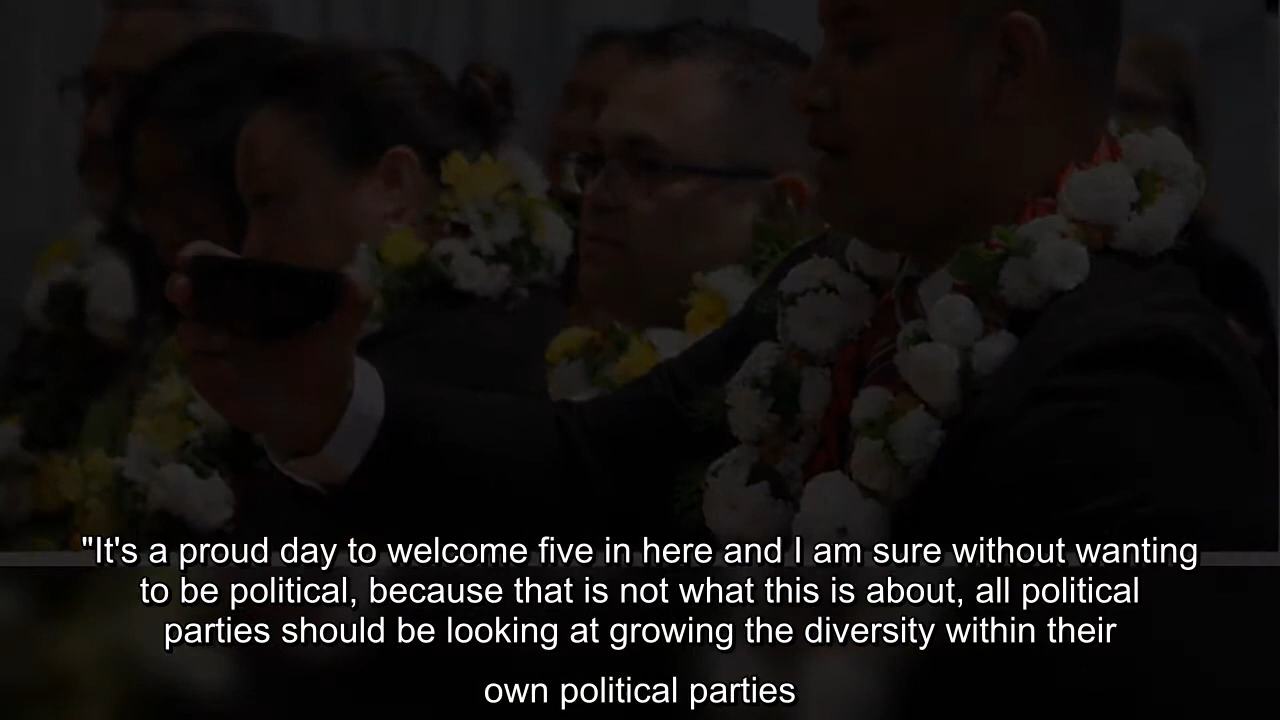 "It's a proud day to welcome five in here and I am sure without wanting
to be political, because that is not what this is about, all political
parties should be looking at growing the diversity within their
own political parties